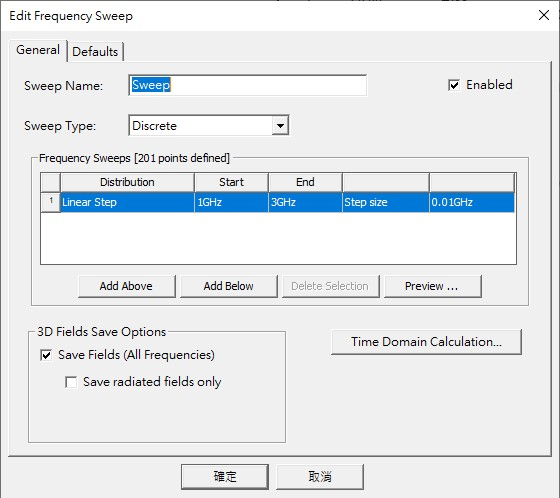 Edit Frequency Sweep
General Defaults
Sweep Name: Sweep Enabled
Sweep Type: Discrete
Frequency Sweeps [201 points defined]
Distribution Start End
1 Linear Step 1GHz 3GHz Step size 0.01GHz
Add Above Add Below Delete Selection Preview ...
3D Fields Save Options
Save Fields (All Frequencies)
Time Domain Calculation...
Save radiated fields only
確定 取消